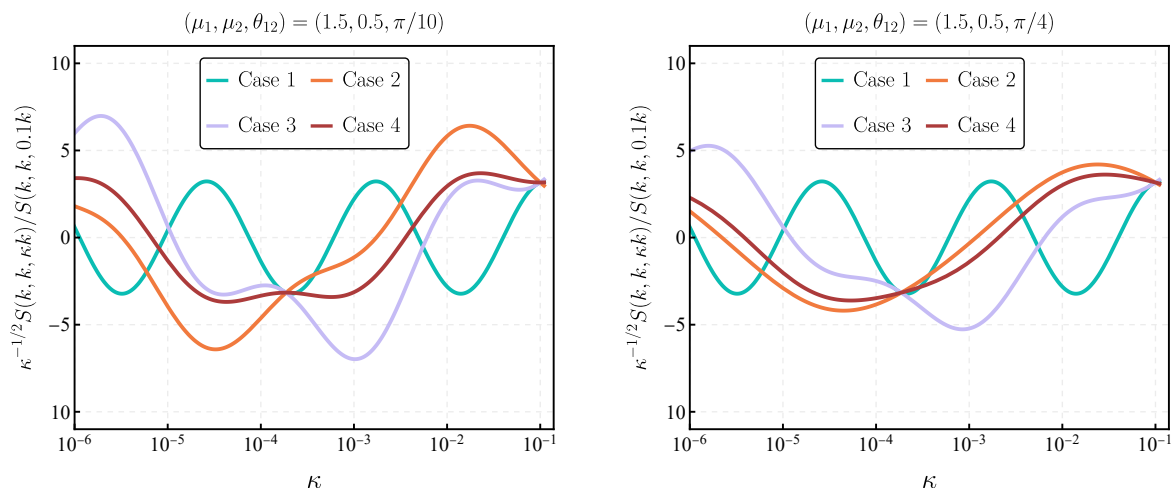 (μ₁, μ₂, θ₁₂) = (1.5, 0.5, π/10)
κ^{-1/2}S(k, k, κk)/S(k, k, 0.1k)
10
5
0
−5
10
Case 1
Case 2
Case 3
Case 4
10⁻⁶
10⁻⁵
10⁻⁴
10⁻³
10⁻²
10⁻¹
κ
(μ₁, μ₂, θ₁₂) = (1.5, 0.5, π/4)
κ^{-1/2}S(k, k, κk)/S(k, k, 0.1k)
10
5
0
−5
10
Case 1
Case 2
Case 3
Case 4
10⁻⁶
10⁻⁵
10⁻⁴
10⁻³
10⁻²
10⁻¹
κ